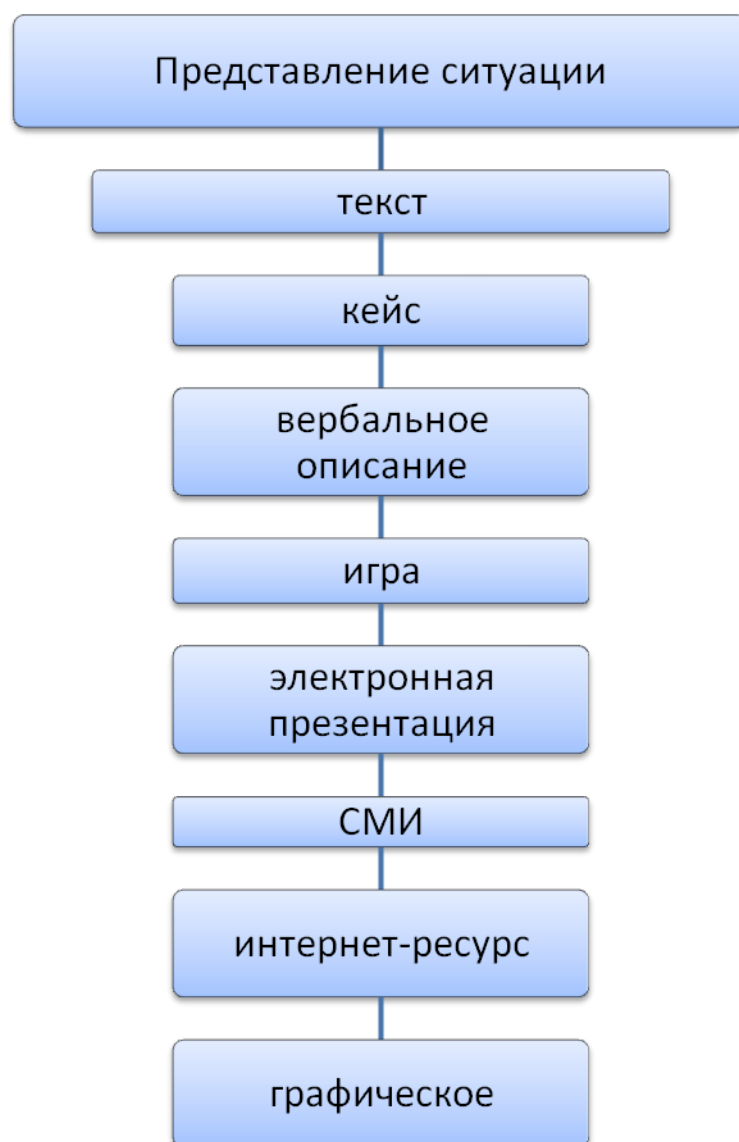 Представление ситуации
текст
кейс
вербальное
описание
игра
электронная
презентация
СМИ
интернет-ресурс
графическое